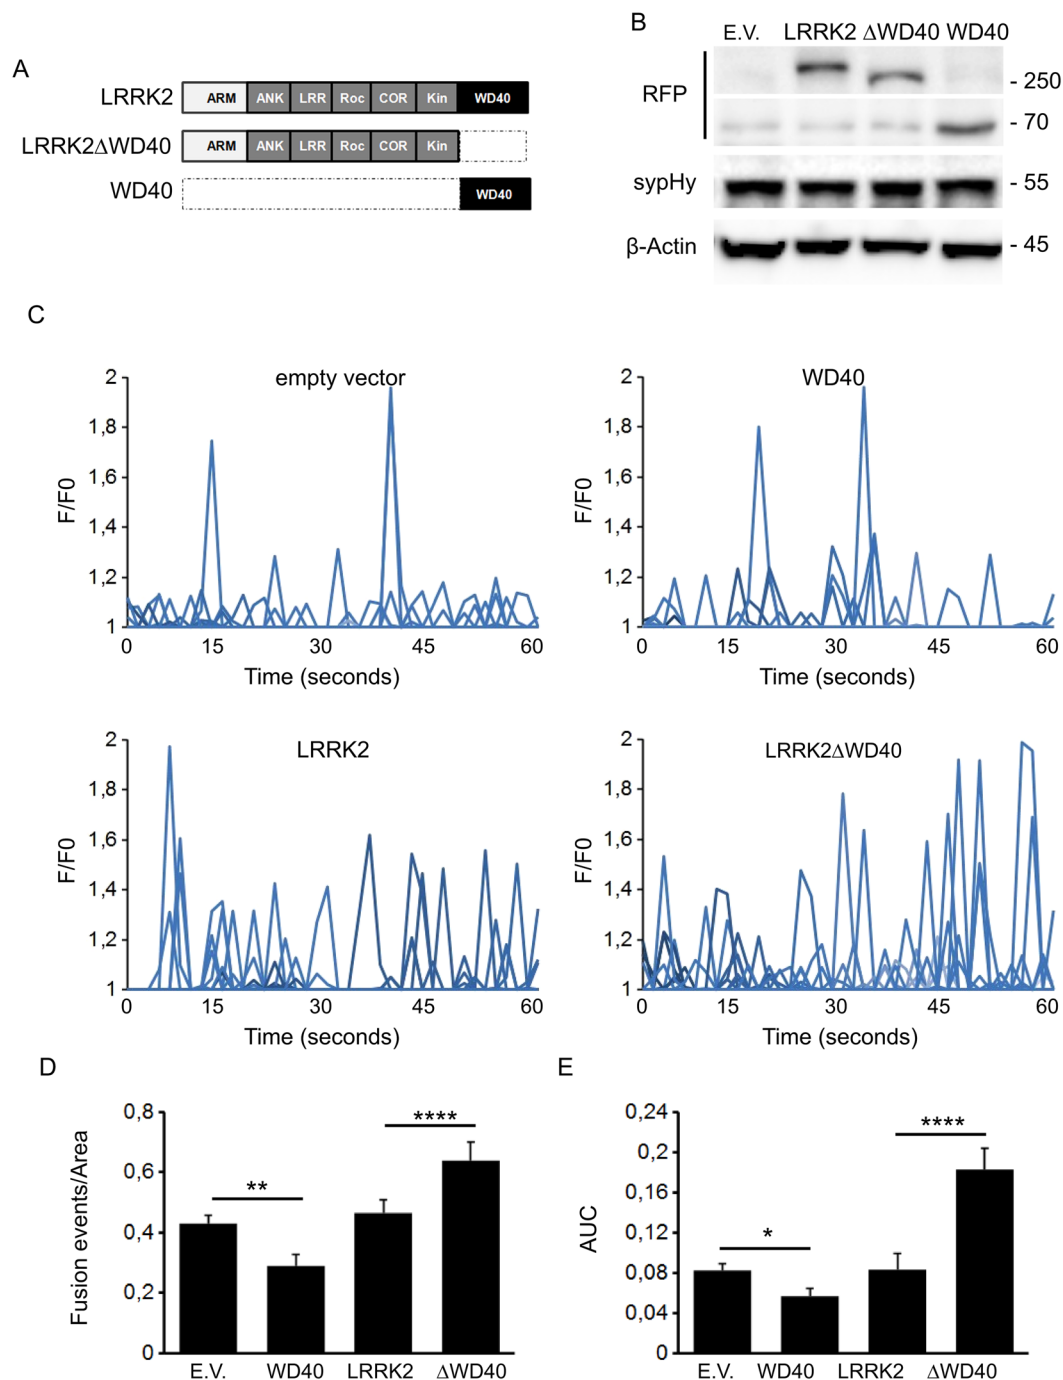 A
LRRK2 ARM ANK LRR Roc COR Kin WD40
LRRK2ΔWD40 ARM ANK LRR Roc COR Kin
WD40 WD40
B
E.V. LRRK2 ΔWD40 WD40
RFP
- 250
- 70
sypHy - 55
β-Actin - 45
C
empty vector
2
1,8
1,6
1,4
1,2
1
F/F0
0 15 30 45 60
Time (seconds)
WD40
2
1,8
1,6
1,4
1,2
1
F/F0
0 15 30 45 60
Time (seconds)
LRRK2
2
1,8
1,6
1,4
1,2
1
F/F0
0 15 30 45 60
Time (seconds)
LRRK2ΔWD40
2
1,8
1,6
1,4
1,2
1
F/F0
0 15 30 45 60
Time (seconds)
D
0,8
0,6
0,4
0,2
0
Fusion events/Area
**
****
E.V. WD40 LRRK2 ΔWD40
E
0,24
0,2
0,16
0,12
0,08
0,04
0
AUC
*
****
E.V. WD40 LRRK2 ΔWD40